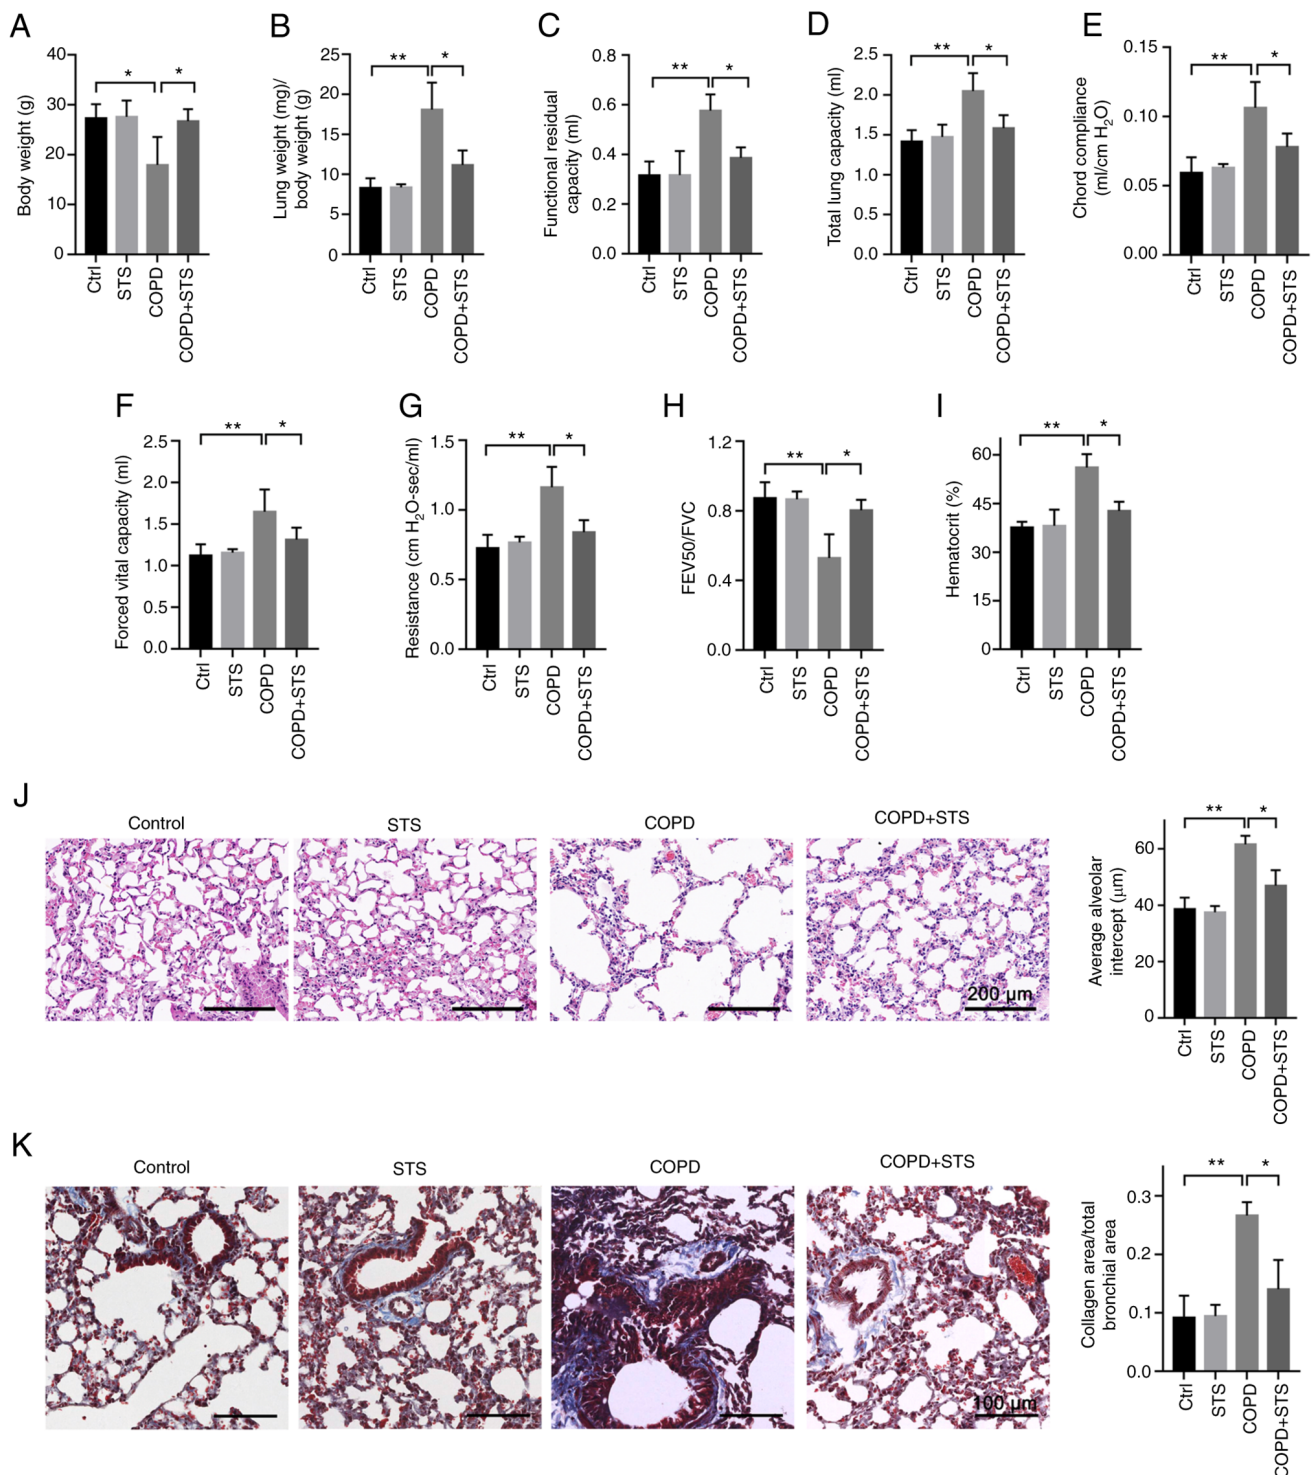 A
Body weight (g)
40
30
20
10
0
*
*
Ctrl
STS
COPD
COPD+STS
B
Lung weight (mg)/
body weight (g)
25
20
15
10
5
0
**
*
Ctrl
STS
COPD
COPD+STS
C
Functional residual
capacity (ml)
0.8
0.6
0.4
0.2
0.0
**
*
Ctrl
STS
COPD
COPD+STS
D
Total lung capacity (ml)
2.5
2.0
1.5
1.0
0.5
0.0
**
*
Ctrl
STS
COPD
COPD+STS
E
Chord compliance
(ml/cm H2O)
0.15
0.10
0.05
0.00
**
*
Ctrl
STS
COPD
COPD+STS
F
Forced vital capacity (ml)
2.5
2.0
1.5
1.0
0.5
0.0
**
*
Ctrl
STS
COPD
COPD+STS
G
Resistance (cm H2O-sec/ml)
1.5
1.0
0.5
0.0
**
*
Ctrl
STS
COPD
COPD+STS
H
FEV50/FVC
1.2
0.8
0.4
0.0
**
*
Ctrl
STS
COPD
COPD+STS
I
Hematocrit (%)
60
45
30
15
0
**
*
Ctrl
STS
COPD
COPD+STS
J
Control
STS
COPD
COPD+STS
200 μm
Average alveolar
intercept (μm)
60
40
20
0
**
*
Ctrl
STS
COPD
COPD+STS
K
Control
STS
COPD
COPD+STS
100 μm
Collagen area/total
bronchial area
0.3
0.2
0.1
0.0
**
*
Ctrl
STS
COPD
COPD+STS